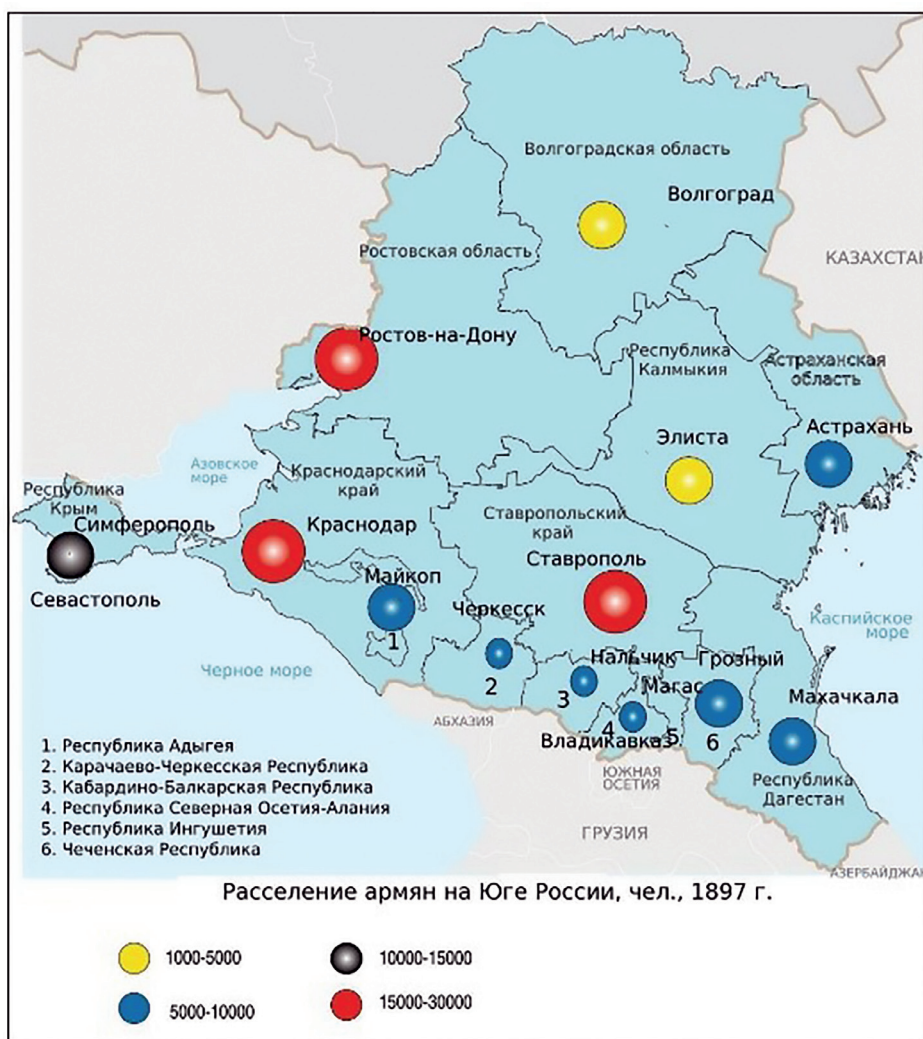 Волгоградская область
Волгоград
Ростовская область
КАЗАХСТАН
Ростов-на-Дону
Республика
Калмыкия
Астраханская
область
Астрахань
Элиста
Азовское
море
Краснодарский
край
Республика
Крым
Симферополь
Краснодар
Ставропольский
край
Ставрополь
Севастополь
Майкоп
1
Черкесск
2
Каспийское
море
Черное море
Нальчик
3
Грозный
Магас
Махачкала
АБХАЗИЯ
4
Владикавказ
5
6
ЮЖНАЯ
ОСЕТИЯ
Республика
Дагестан
ГРУЗИЯ
АЗЕРБАЙДЖАН
1. Республика Адыгея
2. Карачаево-Черкесская Республика
3. Кабардино-Балкарская Республика
4. Республика Северная Осетия-Алания
5. Республика Ингушетия
6. Чеченская Республика
Расселение армян на Юге России, чел., 1897 г.
1000-5000
10000-15000
5000-10000
15000-30000